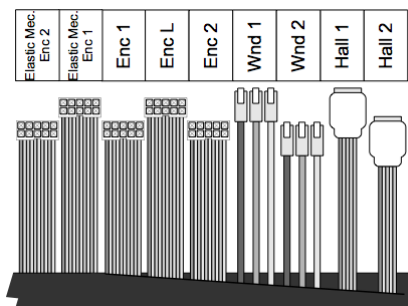 Elastic Mec.
Enc 2
Elastic Mec.
Enc 1
Enc 1
Enc L
Enc 2
Wnd 1
Wnd 2
Hall 1
Hall 2